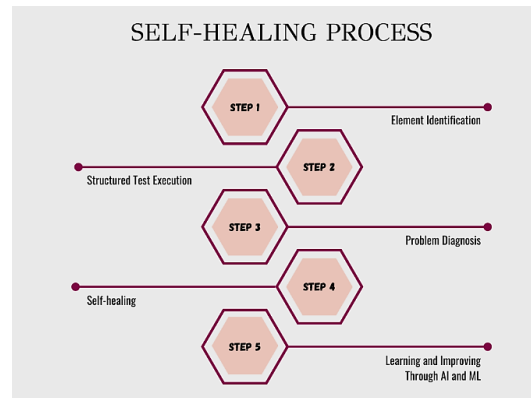 SELF-HEALING PROCESS
STEP 1
Element Identification
STEP 2
Structured Test Execution
STEP 3
Problem Diagnosis
STEP 4
Self-healing
STEP 5
Learning and Improving
Through AI and ML